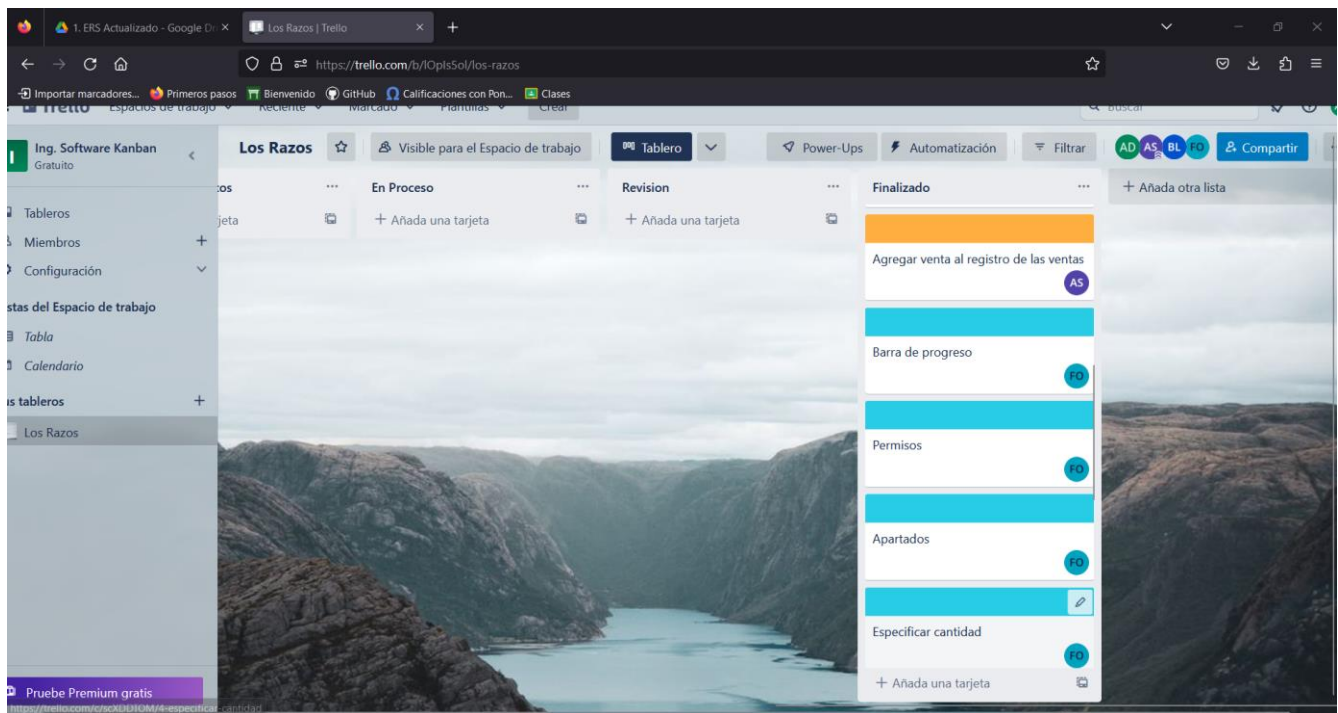 1. ERS Actualizado - Google Dr
Los Razos | Trello
https://trello.com/b/lOpIs5ol/los-razos
Importar marcadores... Primeros pasos Bienvenido GitHub Calificaciones con Pon... Clases
Trello Espacios de trabajo Reciente Marcado Plantillas Crear Buscar
Ing. Software Kanban
Gratuito
Los Razos Visible para el Espacio de trabajo Tablero Power-Ups Automatización Filtrar AD AS BL FO Compartir
Tableros
Miembros
Configuración
stas del Espacio de trabajo
Tabla
Calendario
us tableros
Los Razos
Pruebe Premium gratis
os
jeta
En Proceso
+ Añada una tarjeta
Revision
+ Añada una tarjeta
Finalizado
Agregar venta al registro de las ventas
AS
Barra de progreso
FO
Permisos
FO
Apartados
FO
Especificar cantidad
FO
+ Añada una tarjeta
+ Añada otra lista